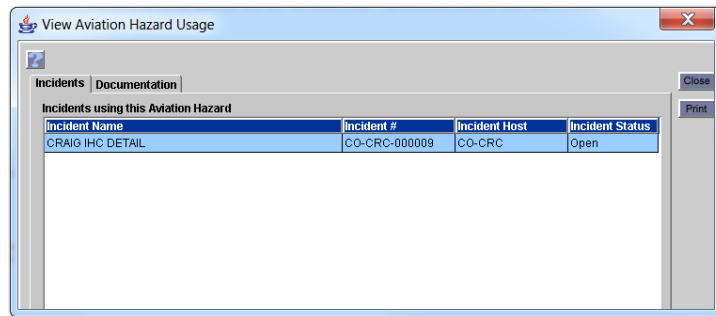 View Aviation Hazard Usage
X
?
Incidents Documentation
Close
Incidents using this Aviation Hazard
Print
Incident Name Incident # Incident Host Incident Status
CRAIG IHC DETAIL CO-CRC-000009 CO-CRC Open